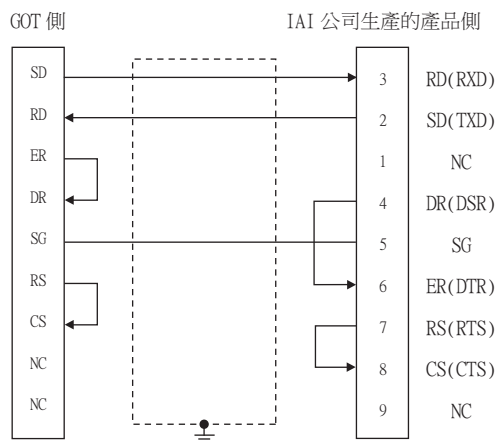 GOT 側 IAI 公司生產的產品側
SD 3 RD(RXD)
RD 2 SD(TXD)
ER 1 NC
DR 4 DR(DSR)
SG 5 SG
RS 6 ER(DTR)
CS 7 RS(RTS)
NC 8 CS(CTS)
NC 9 NC